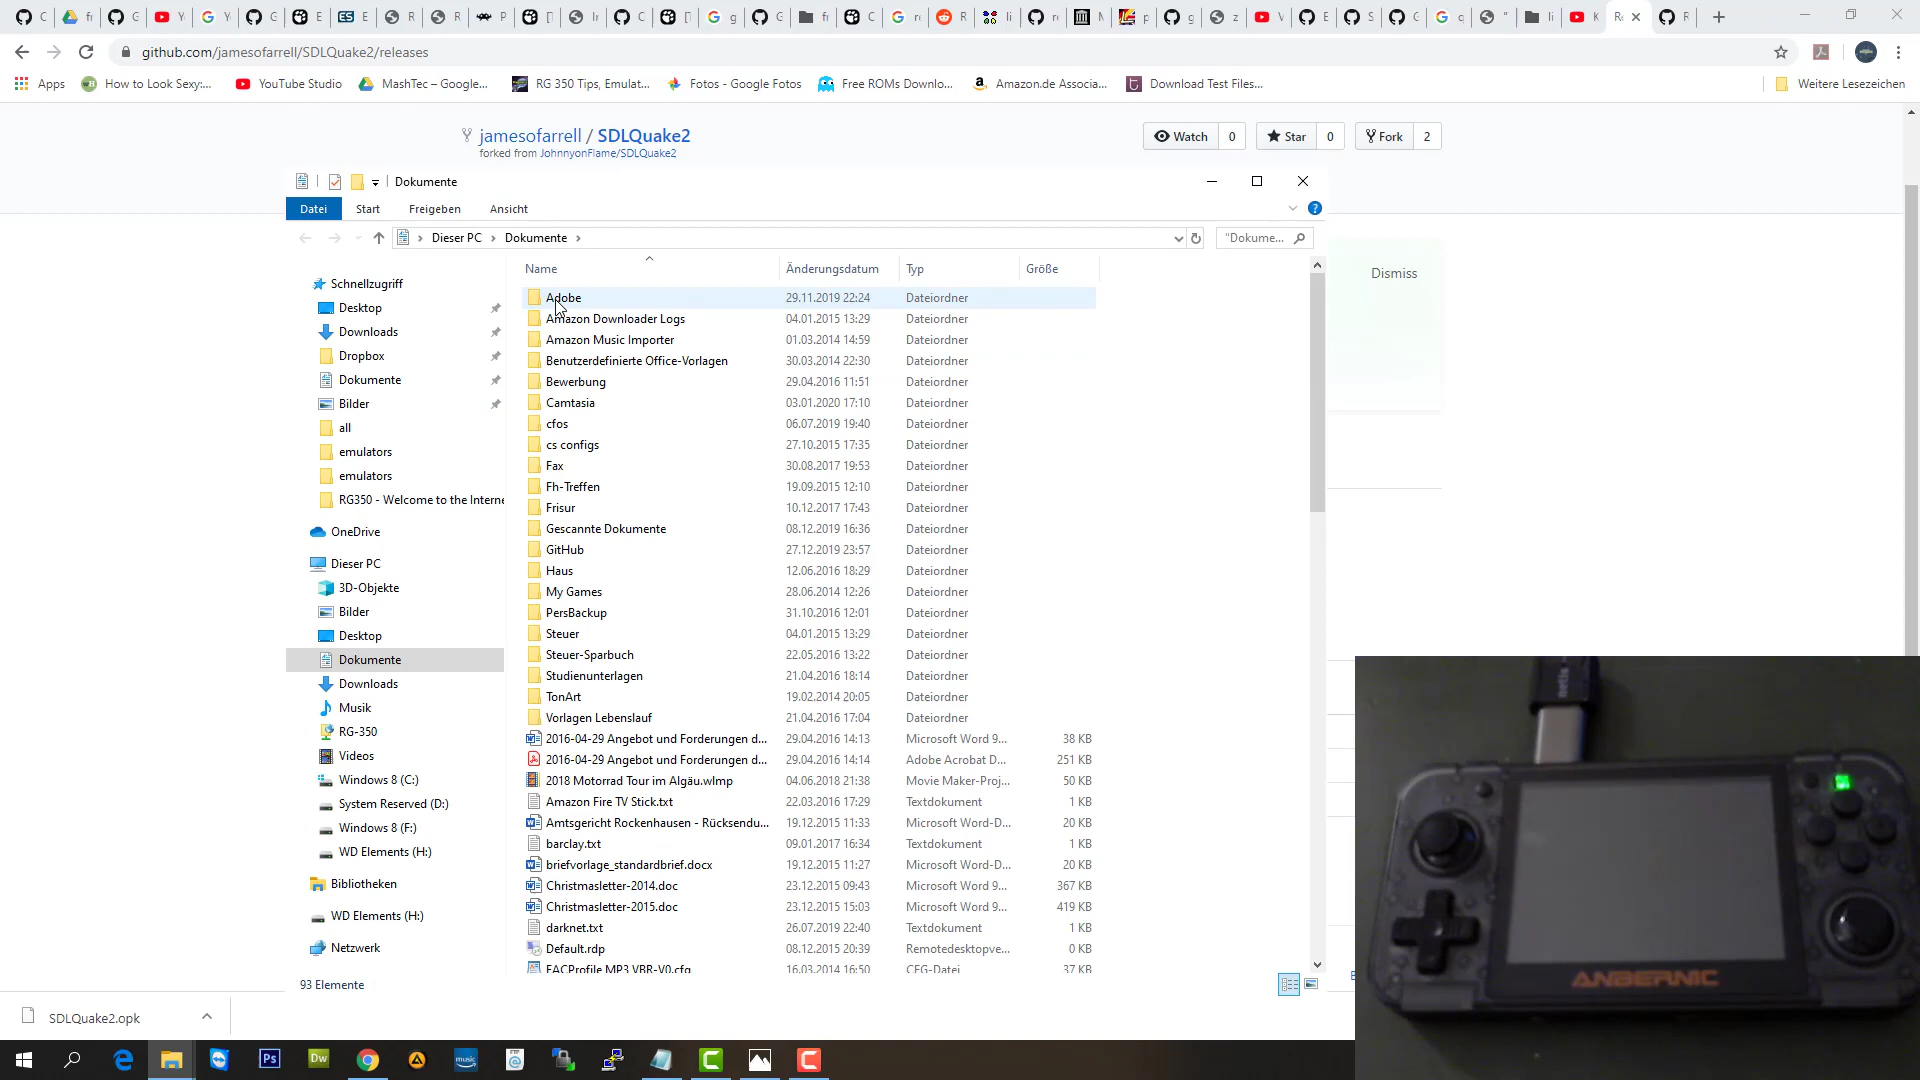 github.com/jamesofarrell/SDLQuake2/releases
Apps
How to Look Sexy:...
YouTube Studio
MashTec – Google...
RG 350 Tips, Emulat...
Fotos - Google Fotos
Free ROMs Downlo...
Amazon.de Associa...
Download Test Files...
Weitere Lesezeichen
jamesofarrell / SDLQuake2
Watch 0
Star 0
Fork 2
forked from JohnnyonFlame/SDLQuake2
Dokumente
Datei Start Freigeben Ansicht
Dieser PC > Dokumente >
"Dokume...
Dismiss
Schnellzugriff
Desktop
Downloads
Dropbox
Dokumente
Bilder
all
emulators
emulators
RG350 - Welcome to the Interne
OneDrive
Dieser PC
3D-Objekte
Bilder
Desktop
Dokumente
Downloads
Musik
RG-350
Videos
Windows 8 (C:)
System Reserved (D:)
Windows 8 (F:)
WD Elements (H:)
Bibliotheken
WD Elements (H:)
Netzwerk
Name Änderungsdatum Typ Größe
Adobe 29.11.2019 22:24 Dateiordner
Amazon Downloader Logs 04.01.2015 13:29 Dateiordner
Amazon Music Importer 01.03.2014 14:59 Dateiordner
Benutzerdefinierte Office-Vorlagen 30.03.2014 22:30 Dateiordner
Bewerbung 29.04.2016 11:51 Dateiordner
Camtasia 03.01.2020 17:10 Dateiordner
cfos 06.07.2019 19:40 Dateiordner
cs configs 27.10.2015 17:35 Dateiordner
Fax 30.08.2017 19:53 Dateiordner
Fh-Treffen 19.09.2015 12:10 Dateiordner
Frisur 10.12.2017 17:43 Dateiordner
Gescannte Dokumente 08.12.2019 16:36 Dateiordner
GitHub 27.12.2019 23:57 Dateiordner
Haus 12.06.2016 18:29 Dateiordner
My Games 28.06.2014 12:26 Dateiordner
PersBackup 31.10.2016 12:01 Dateiordner
Steuer 04.01.2015 13:29 Dateiordner
Steuer-Sparbuch 22.05.2016 13:22 Dateiordner
Studienunterlagen 21.04.2016 18:14 Dateiordner
TonArt 19.02.2014 20:05 Dateiordner
Vorlagen Lebenslauf 21.04.2016 17:04 Dateiordner
2016-04-29 Angebot und Forderungen d... 29.04.2016 14:13 Microsoft Word 9... 38 KB
2016-04-29 Angebot und Forderungen d... 29.04.2016 14:14 Adobe Acrobat D... 251 KB
2018 Motorrad Tour im Algäu.wlmp 04.06.2018 21:38 Movie Maker-Proj... 50 KB
Amazon Fire TV Stick.txt 22.03.2016 17:29 Textdokument 1 KB
Amtsgericht Rockenhausen - Rücksendu... 19.12.2015 11:33 Microsoft Word-D... 20 KB
barclay.txt 09.01.2017 16:34 Textdokument 1 KB
briefvorlage_standardbrief.docx 19.12.2015 11:27 Microsoft Word-D... 20 KB
Christmasletter-2014.doc 23.12.2015 09:43 Microsoft Word 9... 367 KB
Christmasletter-2015.doc 23.12.2015 15:03 Microsoft Word 9... 419 KB
darknet.txt 26.07.2019 22:40 Textdokument 1 KB
Default.rdp 08.12.2015 20:39 Remotedesktopve... 0 KB
FACProfile MP3 VBR-V0.cfg 16.03.2014 16:50 CFG-Datei 37 KB
93 Elemente
SDLQuake2.opk
netis
ANBERNIC